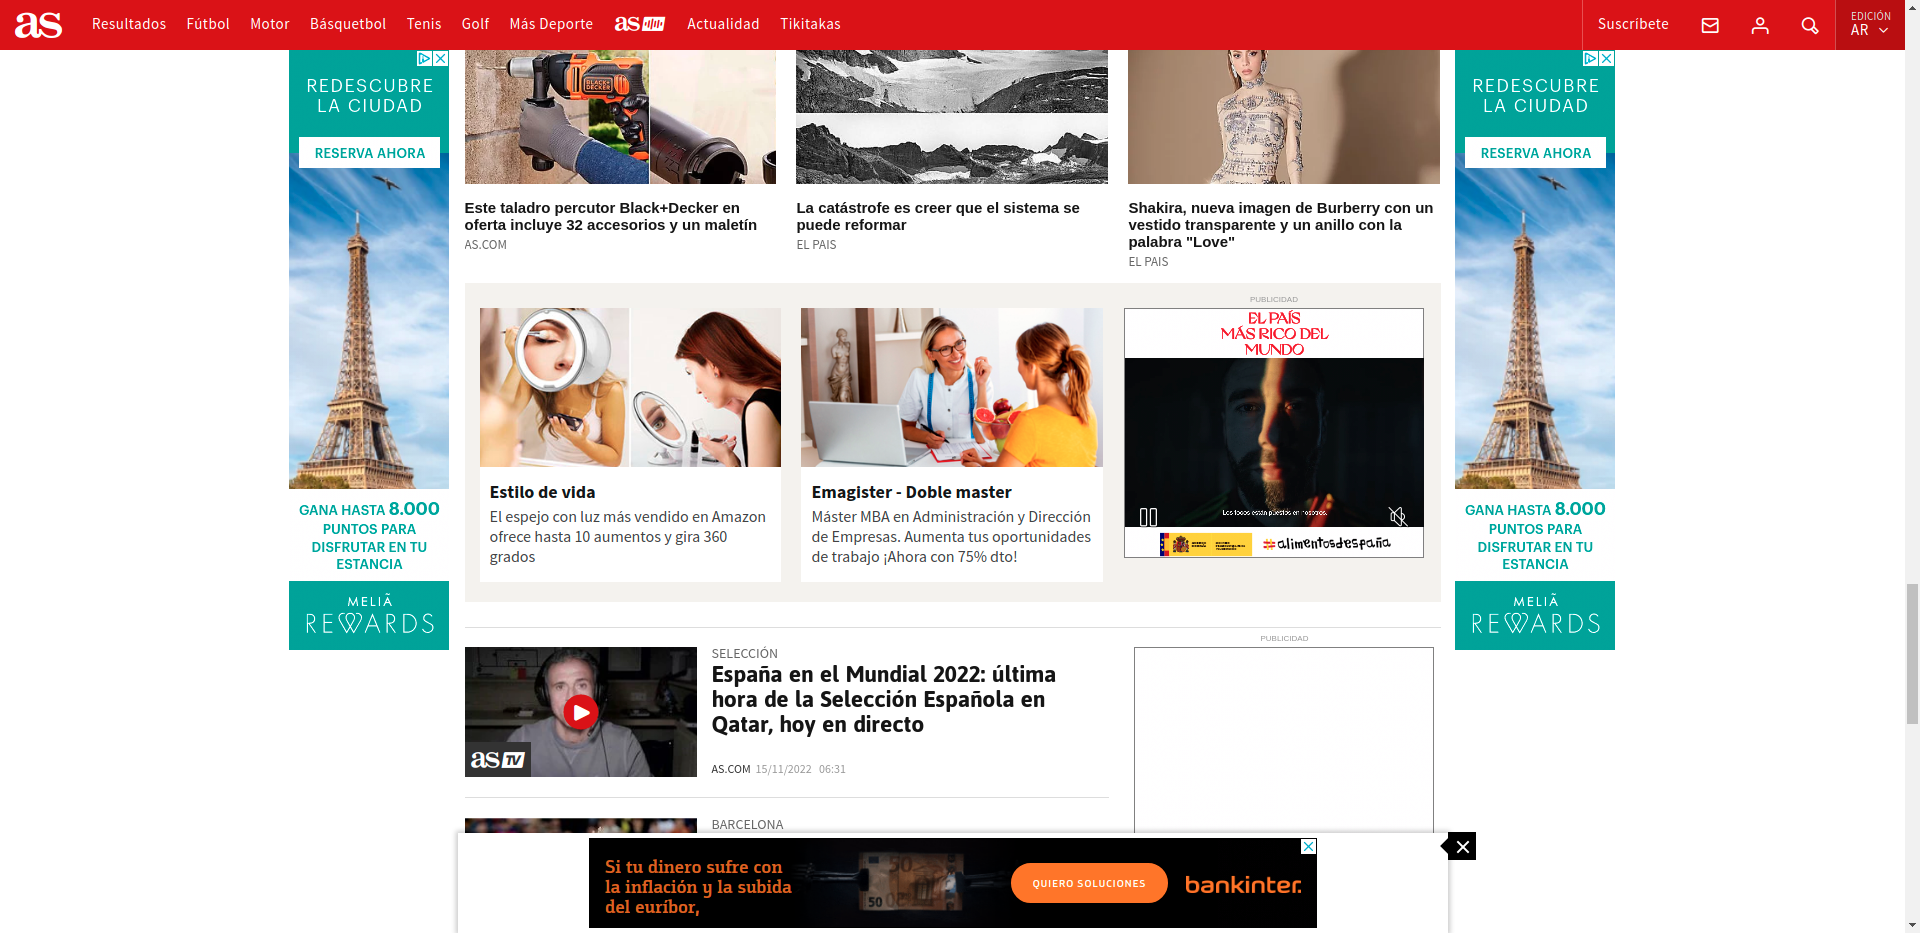 as
Resultados
Fútbol
Motor
Básquetbol
Tenis
Golf
Más Deporte
as
Actualidad
Tikitakas
Suscríbete
EDICIÓN
AR
REDESCUBRE
LA CIUDAD
RESERVA AHORA
GANA HASTA 8.000
PUNTOS PARA
DISFRUTAR EN TU
ESTANCIA
MELIÃ
REWARDS
BLACK+
DECKER
Este taladro percutor Black+Decker en
oferta incluye 32 accesorios y un maletín
AS.COM
La catástrofe es creer que el sistema se
puede reformar
EL PAIS
Shakira, nueva imagen de Burberry con un
vestido transparente y un anillo con la
palabra "Love"
EL PAIS
Estilo de vida
El espejo con luz más vendido en Amazon
ofrece hasta 10 aumentos y gira 360
grados
Emagister - Doble master
Máster MBA en Administración y Dirección
de Empresas. Aumenta tus oportunidades
de trabajo ¡Ahora con 75% dto!
PUBLICIDAD
EL PAÍS
MÁS RICO DEL
MUNDO
Los focos están puestos en nosotros.
#alimentosdespaña
REDESCUBRE
LA CIUDAD
RESERVA AHORA
GANA HASTA 8.000
PUNTOS PARA
DISFRUTAR EN TU
ESTANCIA
MELIÃ
REWARDS
as TV
SELECCIÓN
España en el Mundial 2022: última
hora de la Selección Española en
Qatar, hoy en directo
AS.COM 15/11/2022 06:31
PUBLICIDAD
BARCELONA
Si tu dinero sufre con
la inflación y la subida
del euríbor,
50
50
QUIERO SOLUCIONES
bankinter.